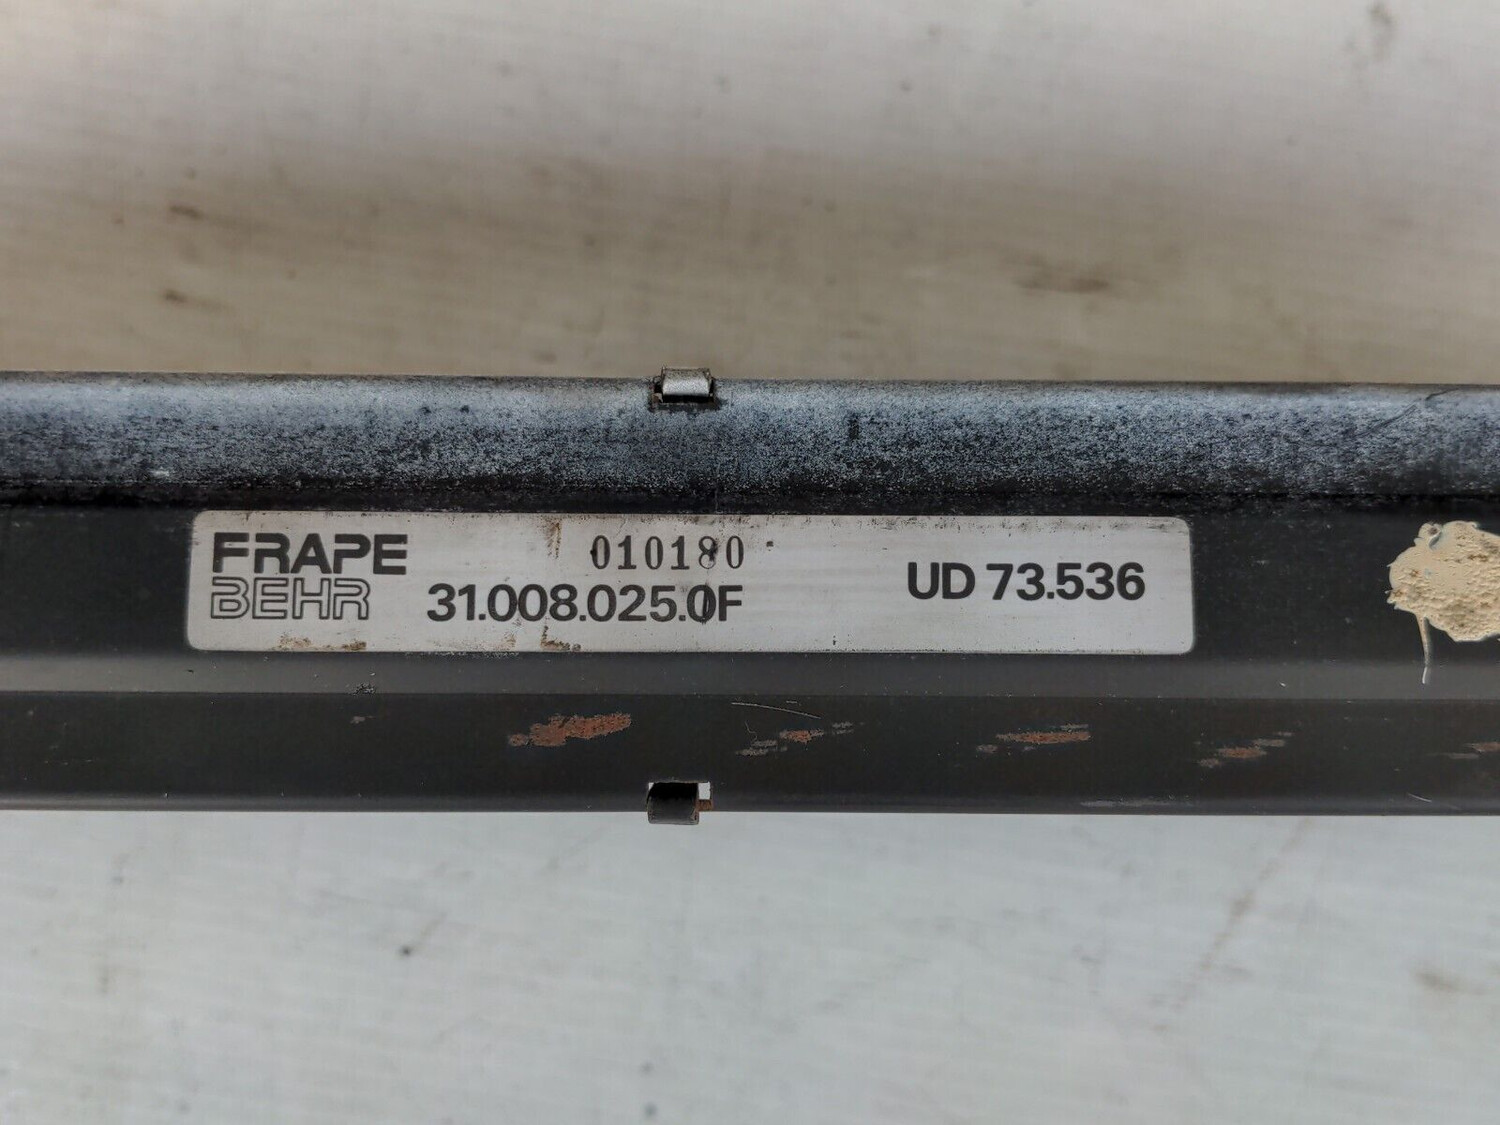 FRAPE
BEHR
010180
31.008.025.0F
UD 73.536